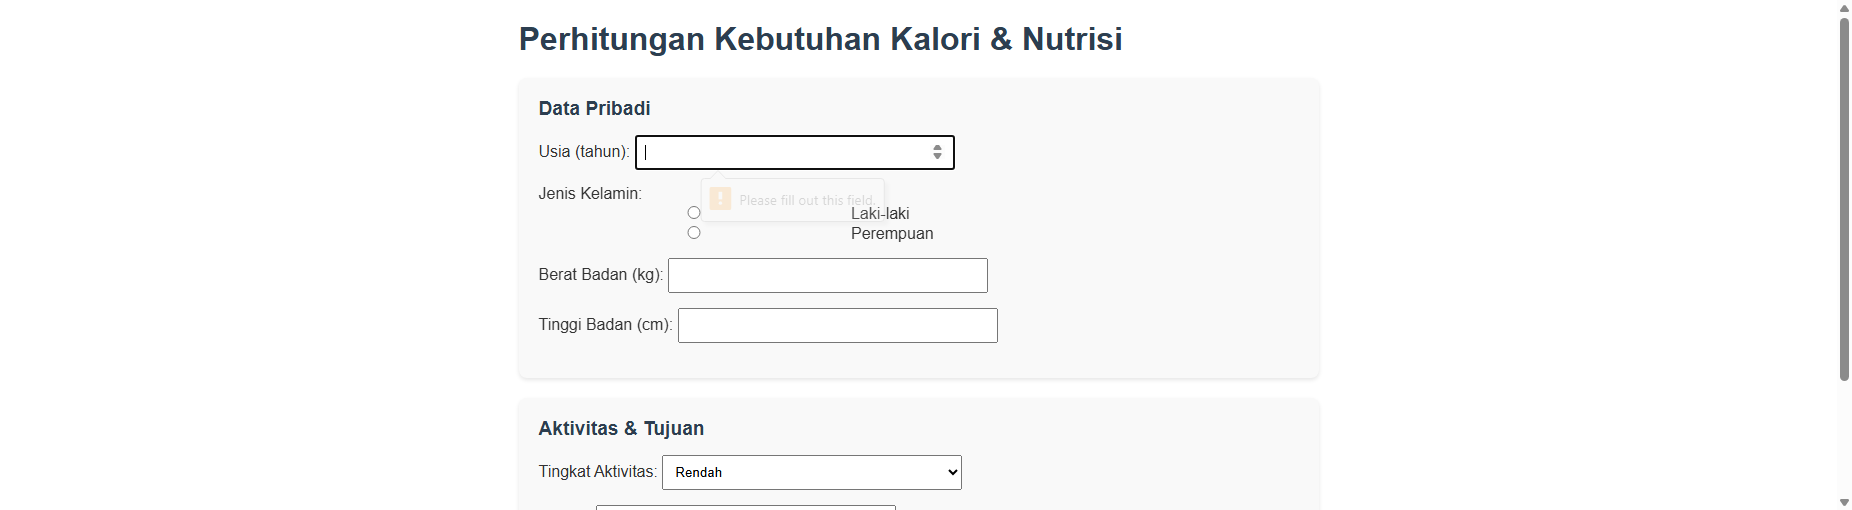 Perhitungan Kebutuhan Kalori & Nutrisi
Data Pribadi
Usia (tahun):
Please fill out this field.
Jenis Kelamin:
Laki-laki
Perempuan
Berat Badan (kg):
Tinggi Badan (cm):
Aktivitas & Tujuan
Tingkat Aktivitas: Rendah